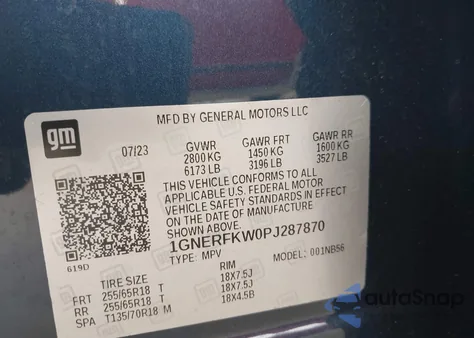 MFD BY GENERAL MOTORS LLC
gm
07/23
GVWR GAWR FRT GAWR RR
2800 KG 1450 KG 1600 KG
6173 LB 3196 LB 3527 LB
THIS VEHICLE CONFORMS TO ALL
APPLICABLE U.S. FEDERAL MOTOR
VEHICLE SAFETY STANDARDS IN EFFECT
ON THE DATE OF MANUFACTURE
SHOWN ABOVE.
1GNERFKW0PJ287870
619D
TYPE: MPV MODEL: 001NB56
TIRE SIZE RIM
FRT 255/65R18 T 18X7.5J
RR 255/65R18 T 18X7.5J
SPA T135/70R18 M 18X4.5B
autoSnap